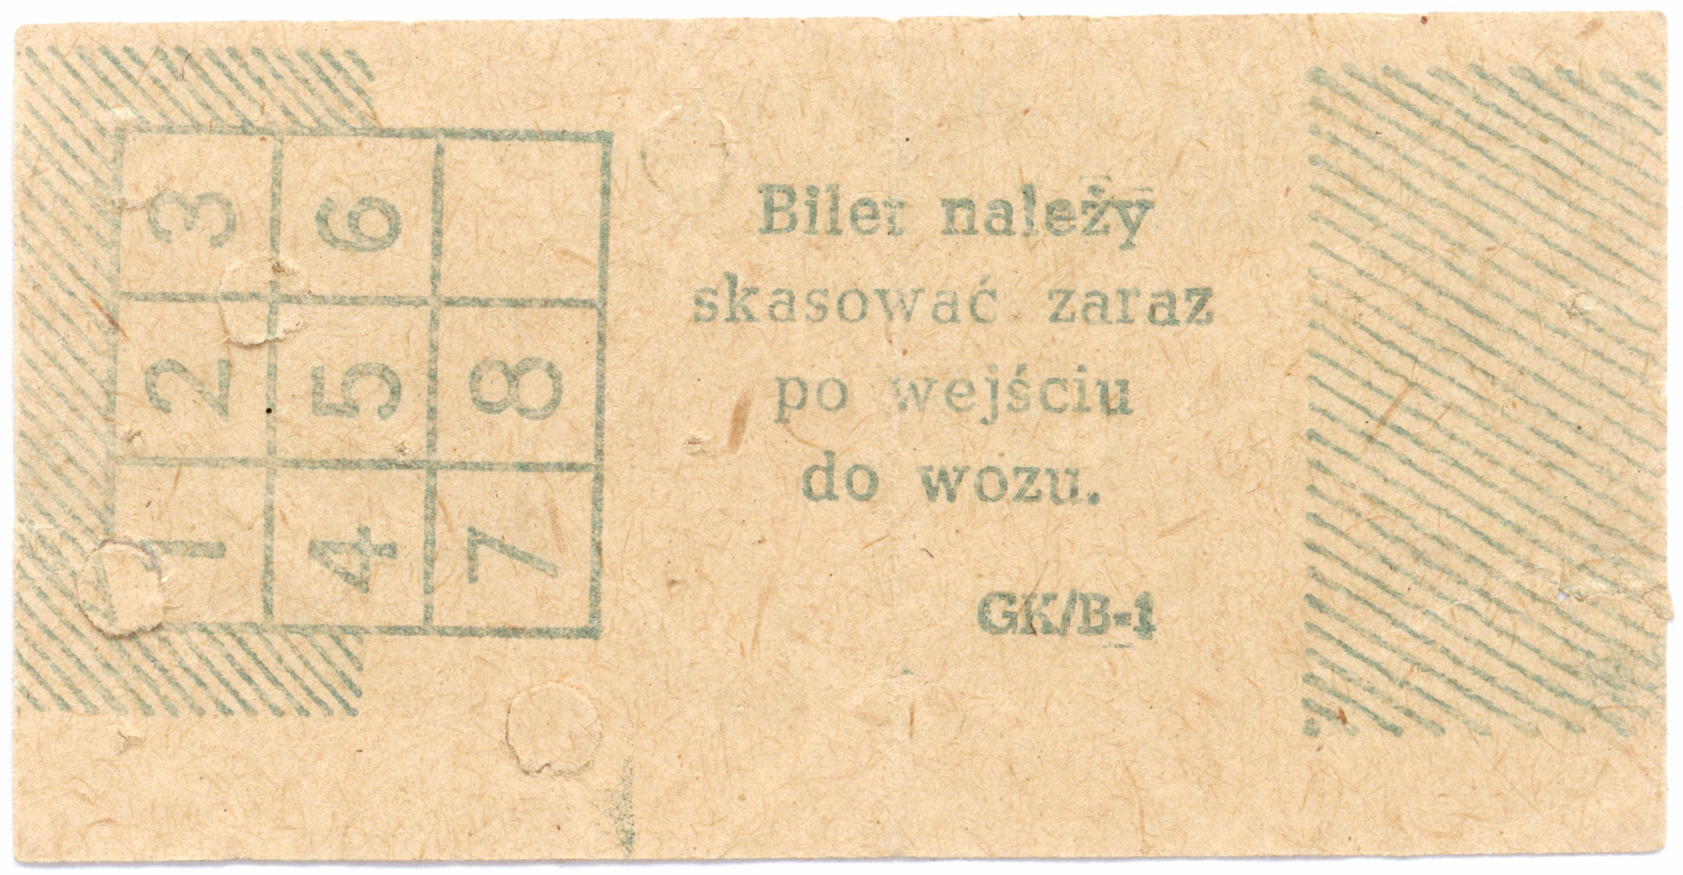 3 6
2 5 8
1 4 7
Bilet należy
skasować zaraz
po wejściu
do wozu.
GK/B-1